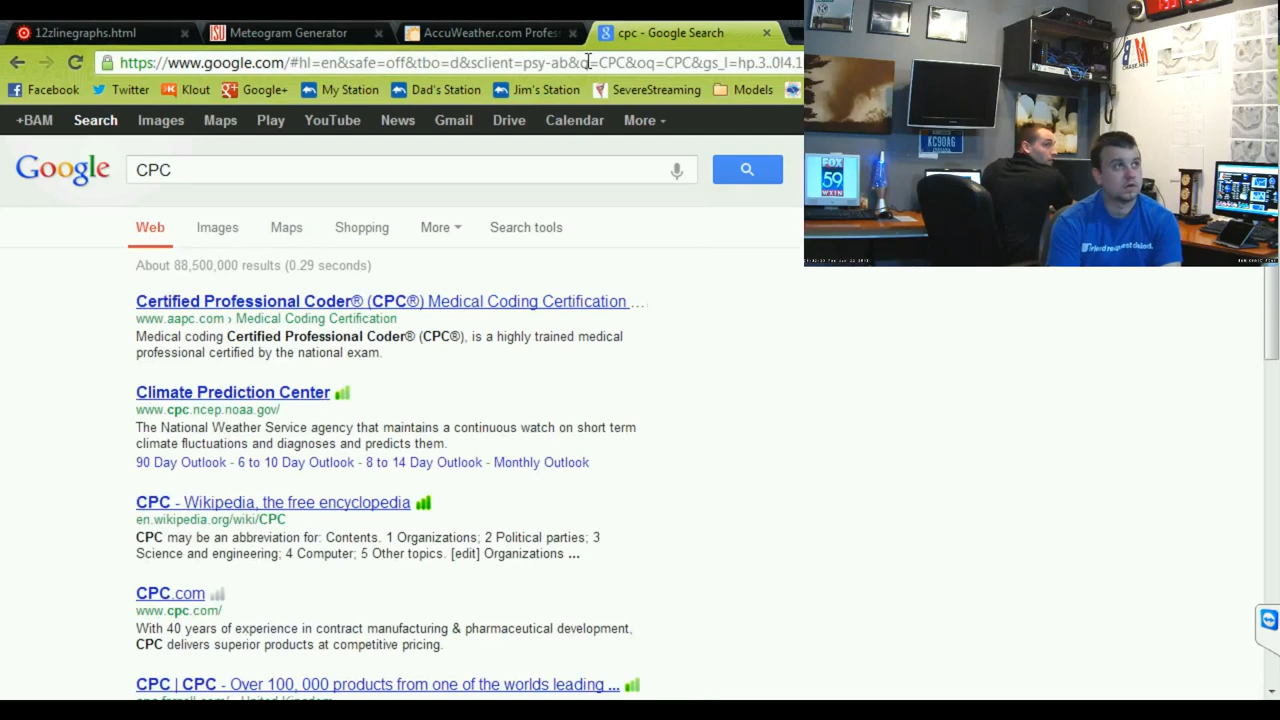 12zlinegraphs.html
Meteogram Generator
AccuWeather.com Profes
cpc - Google Search
https://www.google.com/#hl=en&safe=off&tbo=d&sclient=psy-ab&q=CPC&oq=CPC&gs_l=hp.3..0l4.1
Facebook Twitter Klout Google+ My Station Dad's Station Jim's Station SevereStreaming Models
+BAM Search Images Maps Play YouTube News Gmail Drive Calendar More
Google
CPC
Web Images Maps Shopping More Search tools
About 88,500,000 results (0.29 seconds)
Certified Professional Coder® (CPC®) Medical Coding Certification ...
www.aapc.com › Medical Coding Certification
Medical coding Certified Professional Coder® (CPC®), is a highly trained medical
professional certified by the national exam.
Climate Prediction Center
www.cpc.ncep.noaa.gov/
The National Weather Service agency that maintains a continuous watch on short term
climate fluctuations and diagnoses and predicts them.
90 Day Outlook - 6 to 10 Day Outlook - 8 to 14 Day Outlook - Monthly Outlook
CPC - Wikipedia, the free encyclopedia
en.wikipedia.org/wiki/CPC
CPC may be an abbreviation for: Contents. 1 Organizations; 2 Political parties; 3
Science and engineering; 4 Computer; 5 Other topics. [edit] Organizations ...
CPC.com
www.cpc.com/
With 40 years of experience in contract manufacturing & pharmaceutical development,
CPC delivers superior products at competitive pricing.
CPC | CPC - Over 100, 000 products from one of the worlds leading ...
KC9OAG
FOX
59
WXIN